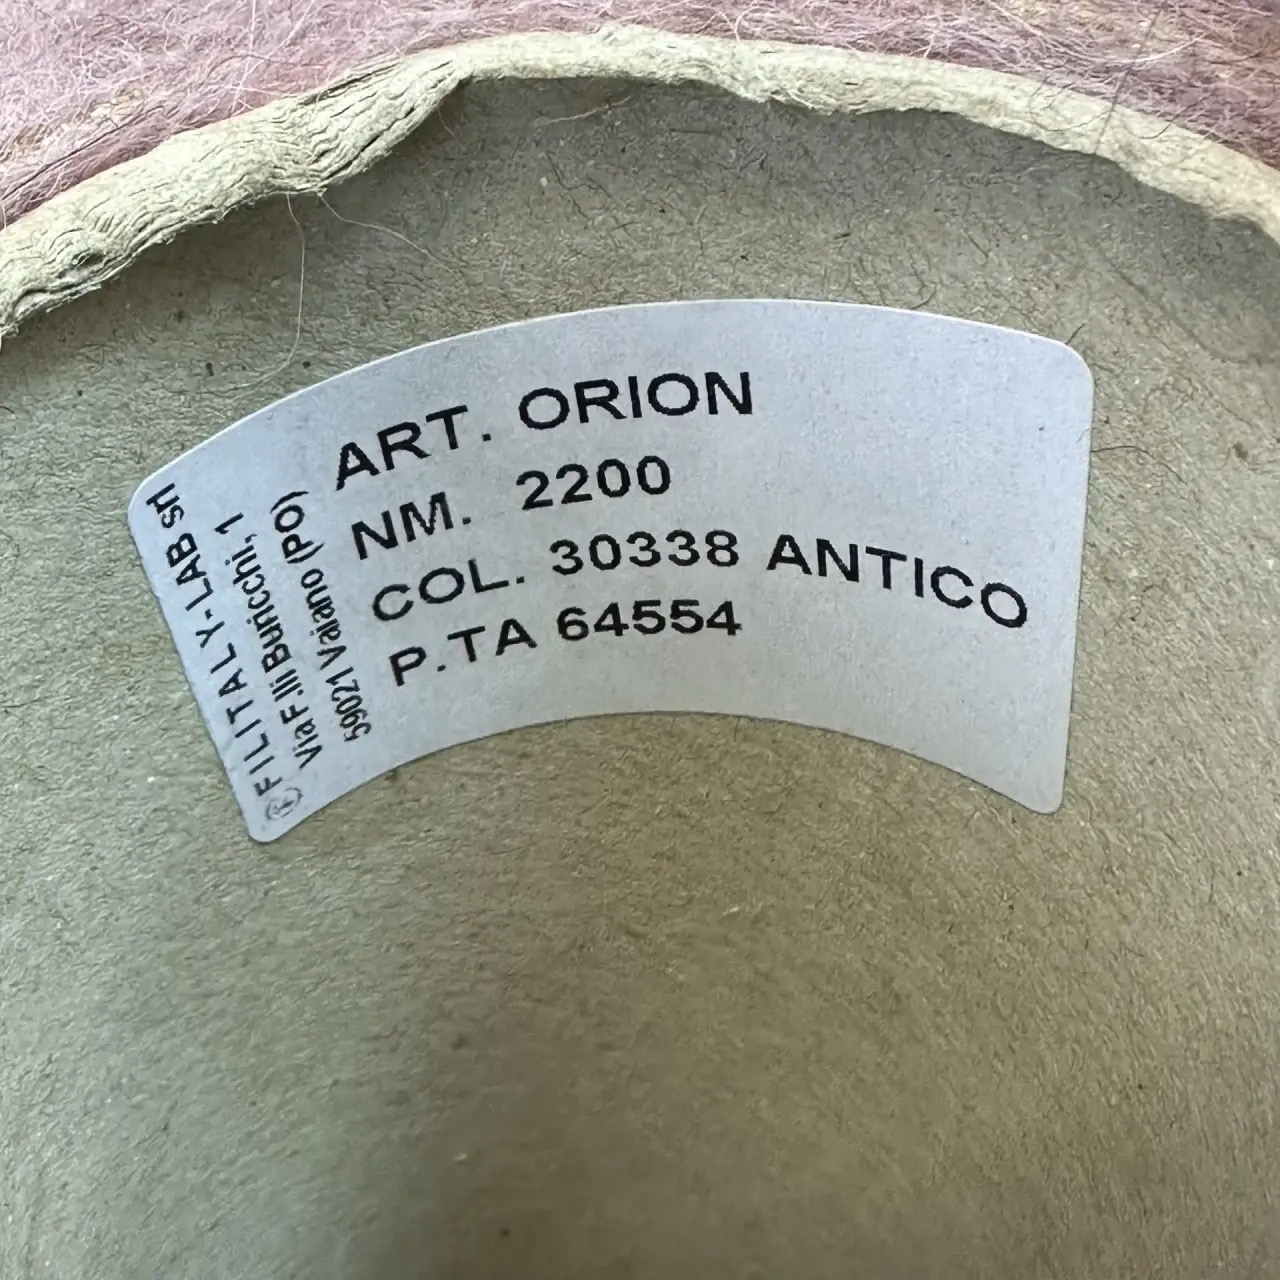 ART. ORION
NM. 2200
COL. 30338 ANTICO
P.TA 64554
FILITALY-LAB srl
Via F.lli Buricchi, 1
59021 Vaiano (PO)